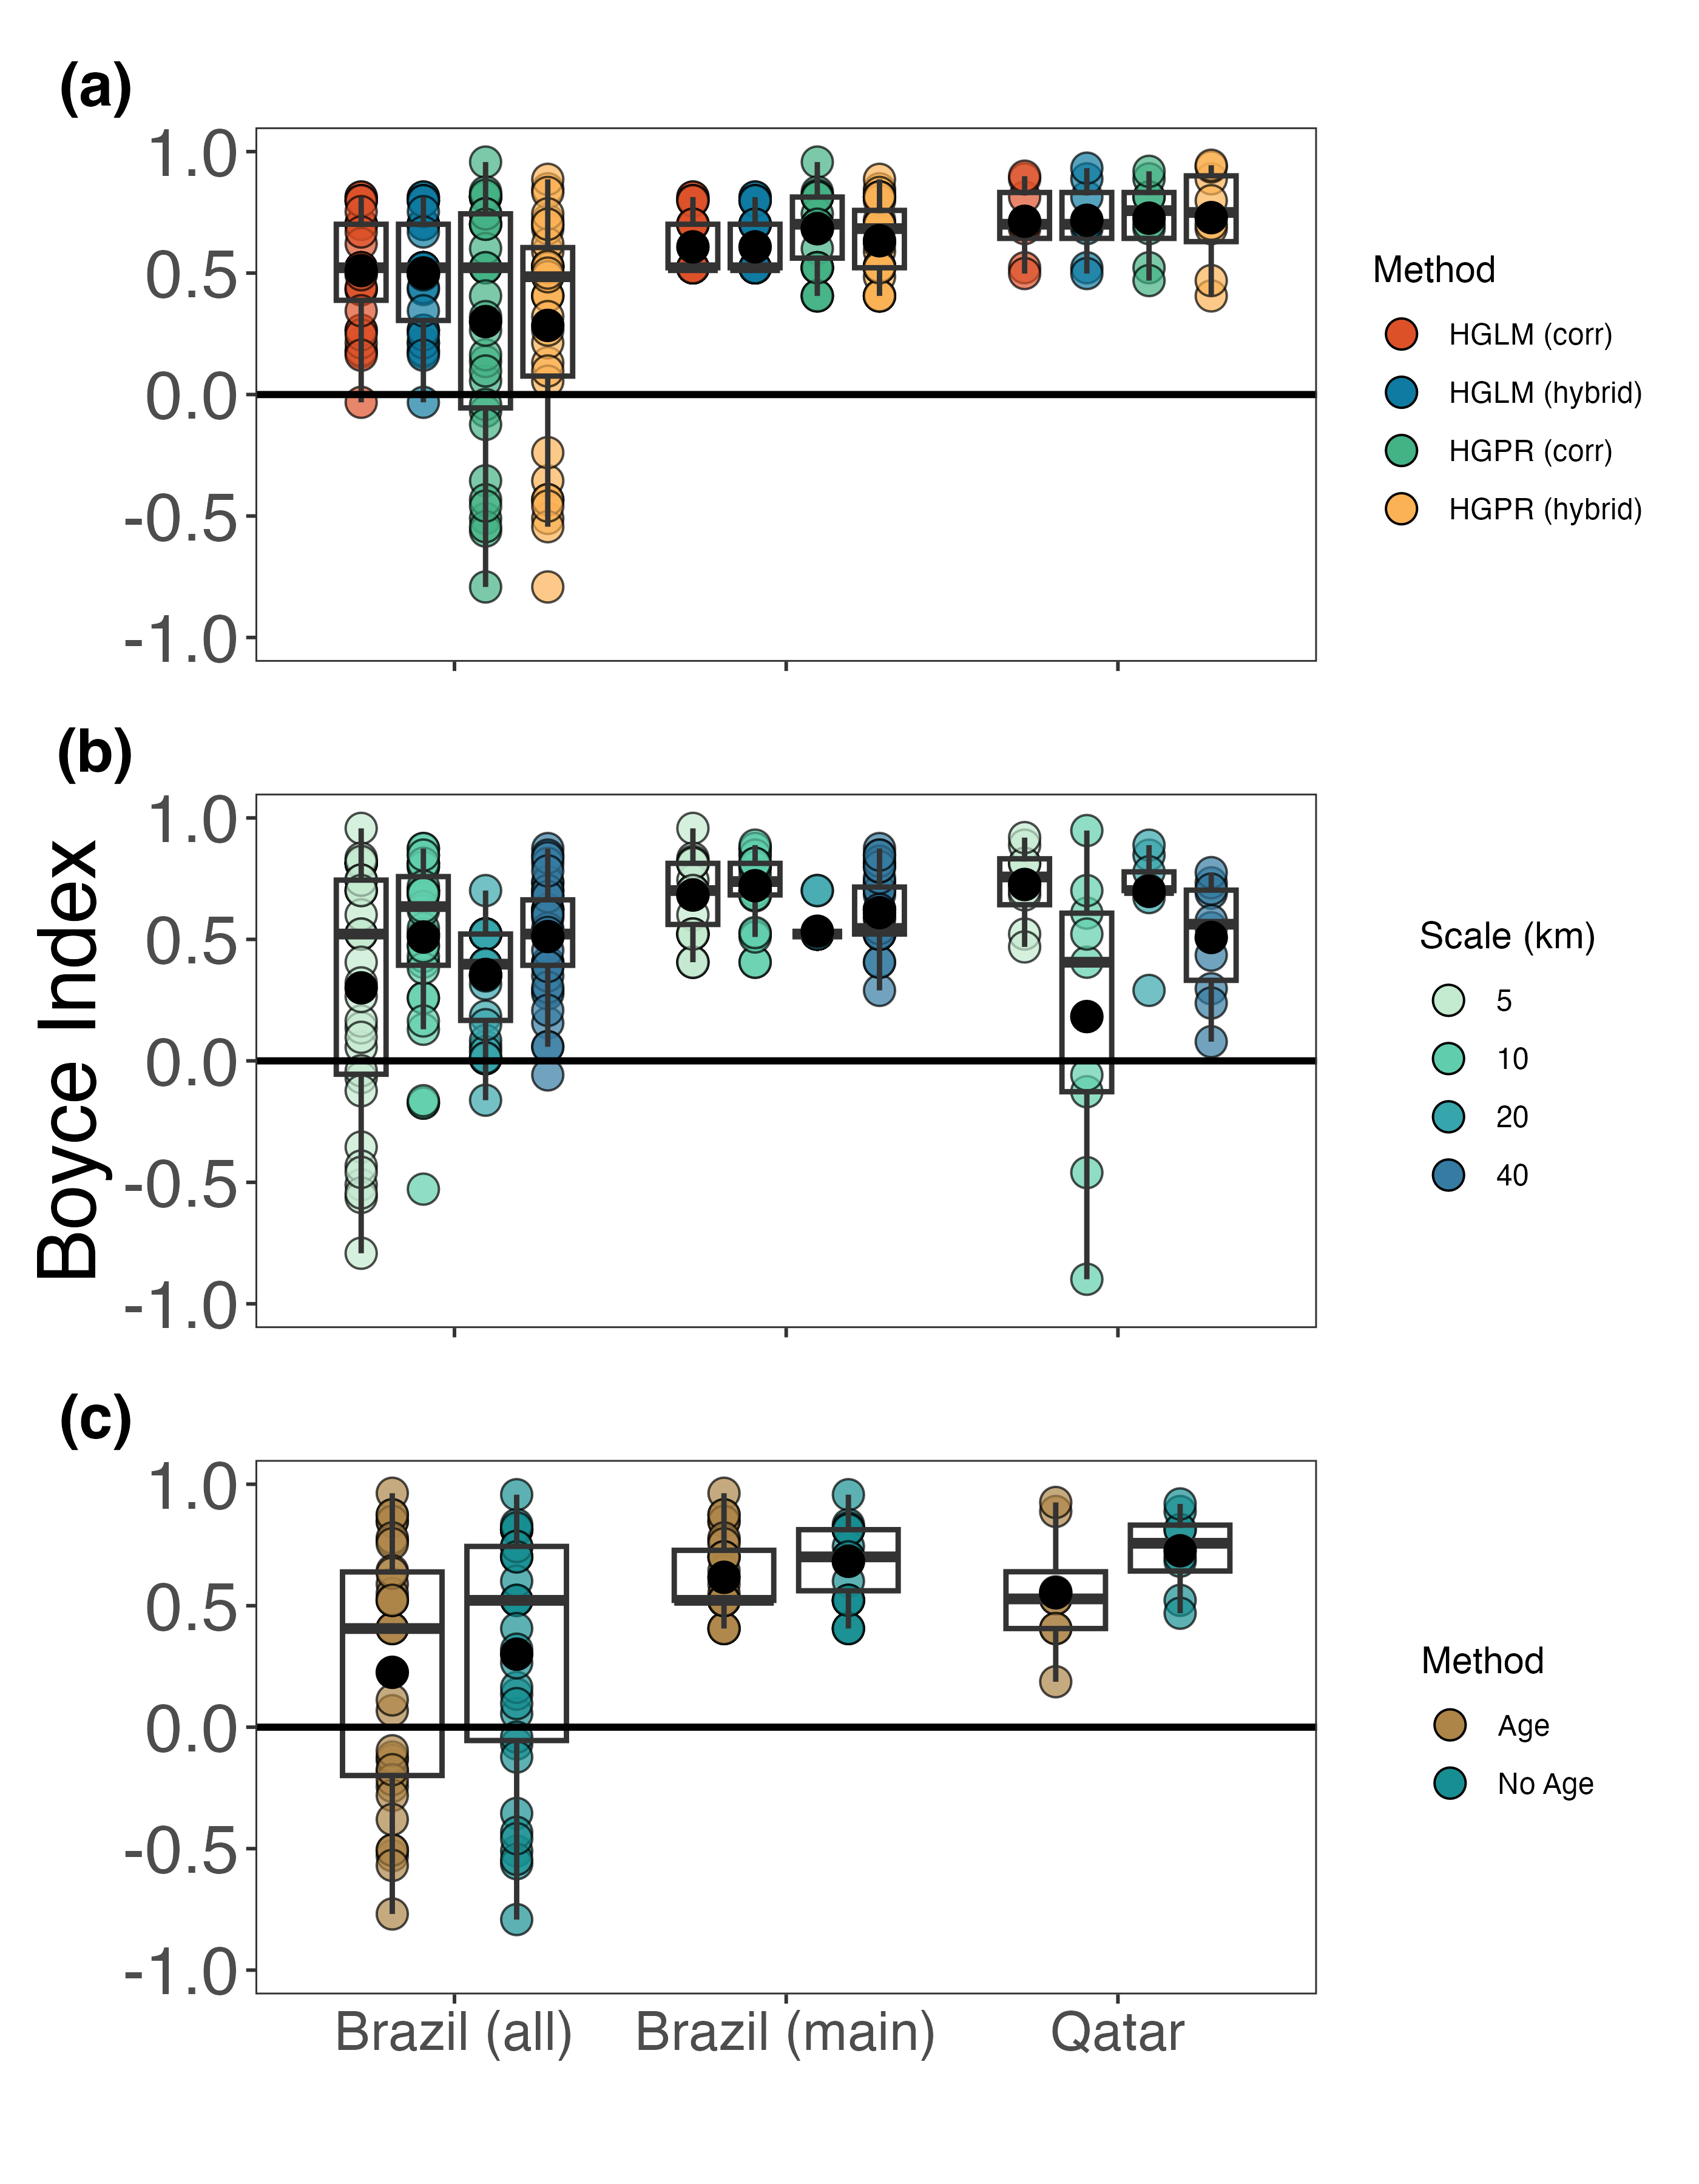 (a)
1.0
0.5
0.0
-0.5
-1.0
Method
HGLM (corr)
HGLM (hybrid)
HGPR (corr)
HGPR (hybrid)
(b)
Boyce Index
1.0
0.5
0.0
-0.5
-1.0
Scale (km)
5
10
20
40
(c)
1.0
0.5
0.0
-0.5
-1.0
Brazil (all)
Brazil (main)
Qatar
Method
Age
No Age